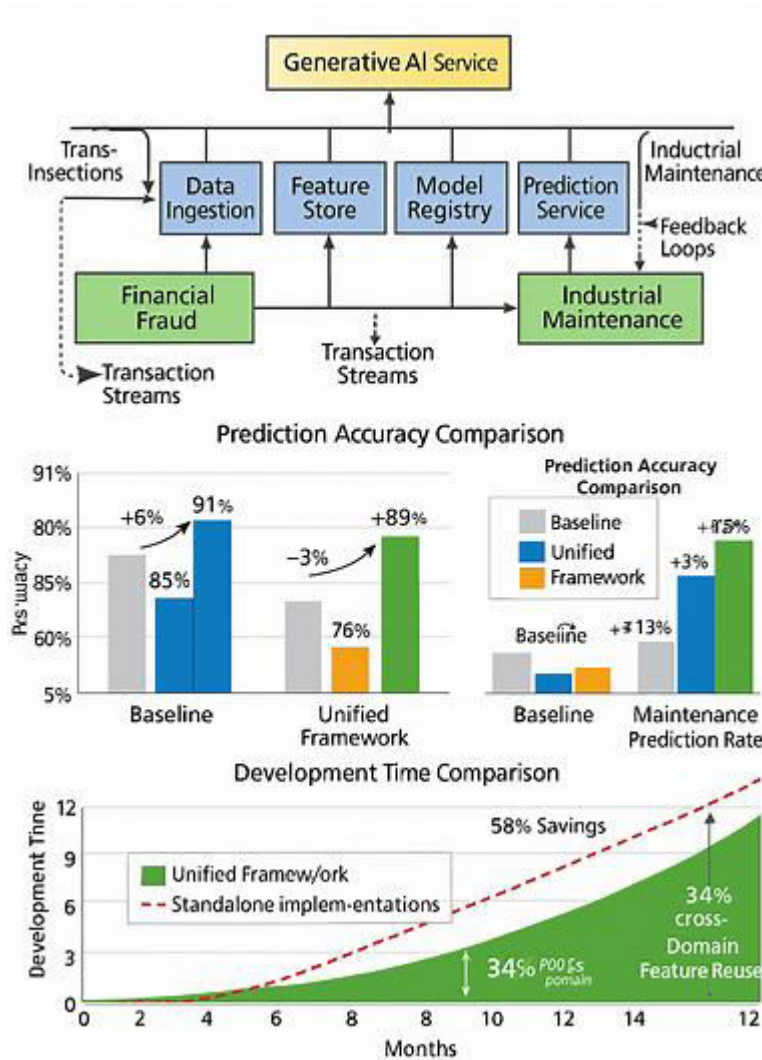 Generative AI Service
Trans-
Insections
Data
Ingestion
Feature
Store
Model
Registry
Prediction
Service
Inductrial
Maintenance
Feedback
Loops
Financial
Fraud
Industrial
Maintenance
Transaction
Streams
Transaction
Streams
Prediction Accuracy Comparison
91%
80%
85%
60%
5%
+6%
91%
85%
−3%
+89%
76%
Baseline
Unified
Framework
Prediction Accuracy
Comparison
Baseline
Unified
Framework
Baseline
13%
+3%
Baseline
Maintenance
Prediction Rate
Development Time Comparison
Development Tine
12
9
6
3
0
58% Savings
Unified Framew/ork
Standalone implem-entations
34%
34%
cross-
Domain
Feature Reuse
0 2 4 6 8 8 10 12 14 12
Months